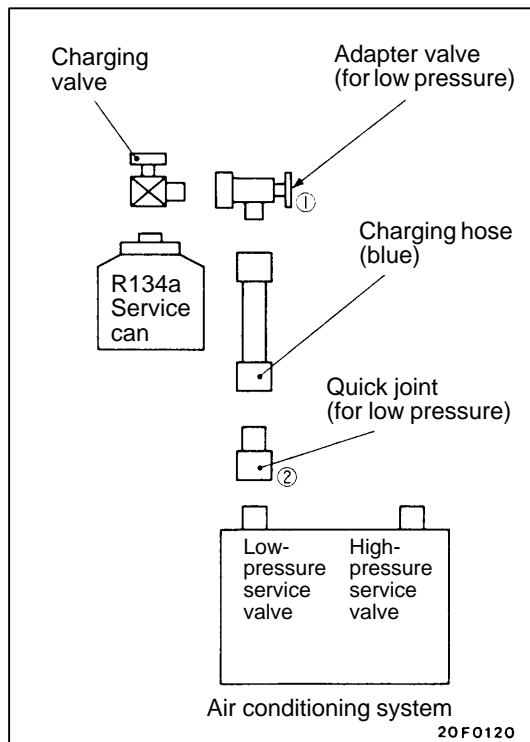 Charging
valve
Adapter valve
(for low pressure)
①
R134a
Service
can
Charging hose
(blue)
Quick joint
(for low pressure)
②
Low-
pressure
service
valve
High-
pressure
service
valve
Air conditioning system
20F0120